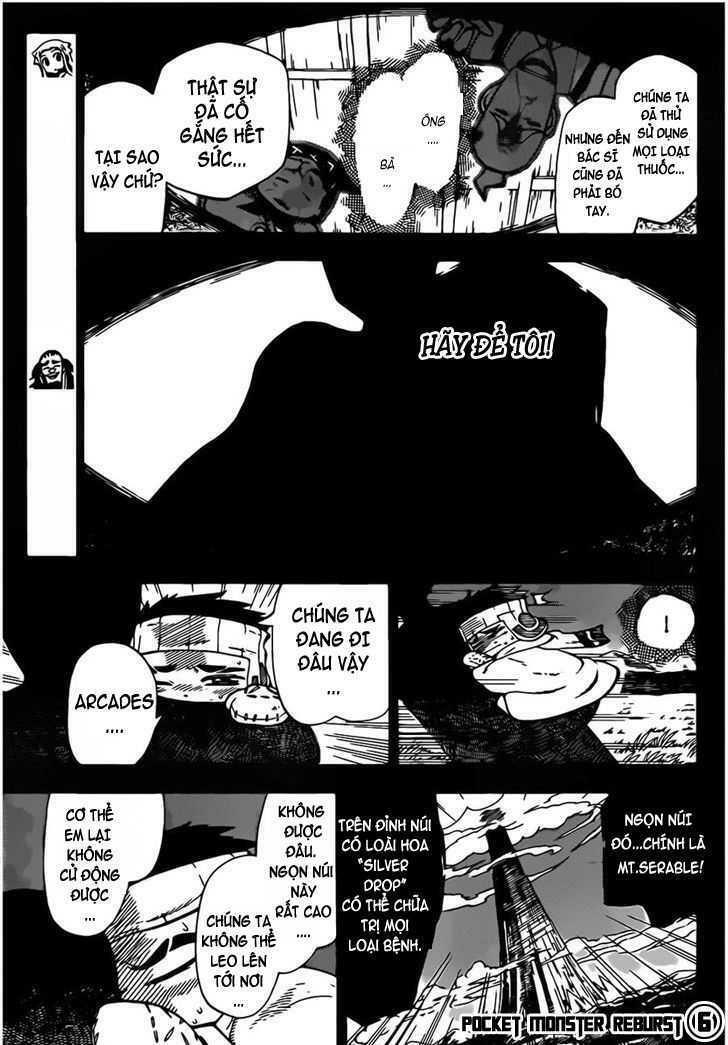 CHÚNG TA
ĐÃ THỬ
SỬ DỤNG
MỌI LOẠI
THUỐC...
NHƯNG ĐẾN
BÁC SĨ
CŨNG ĐÃ
PHẢI BÓ
TAY.
ÔNG
....
BÀ
...
THẬT SỰ
ĐÃ CỐ
GẮNG HẾT
SỨC...
TẠI SAO
VẬY CHỨ?
HÃY ĐỂ TÔI!
!
CHÚNG TA
ĐANG ĐI
ĐÂU VẬY
...
ARCADES
....
NGỌN NÚI
ĐÓ...CHÍNH LÀ
MT.SERABLE!
TRÊN ĐỈNH NÚI
CÓ LOÀI HOA
"SILVER
DROP"
CÓ THỂ CHỮA
TRỊ MỌI
LOẠI BỆNH.
KHÔNG
ĐƯỢC
ĐÂU.
NGỌN NÚI
NÀY
RẤT CAO
....
CHÚNG TA
KHÔNG THỂ
LEO LÊN
TỚI NƠI
...
CƠ THỂ
EM LẠI
KHÔNG
CỬ ĐỘNG
ĐƯỢC
...
POCKET MONSTER REBURST 6